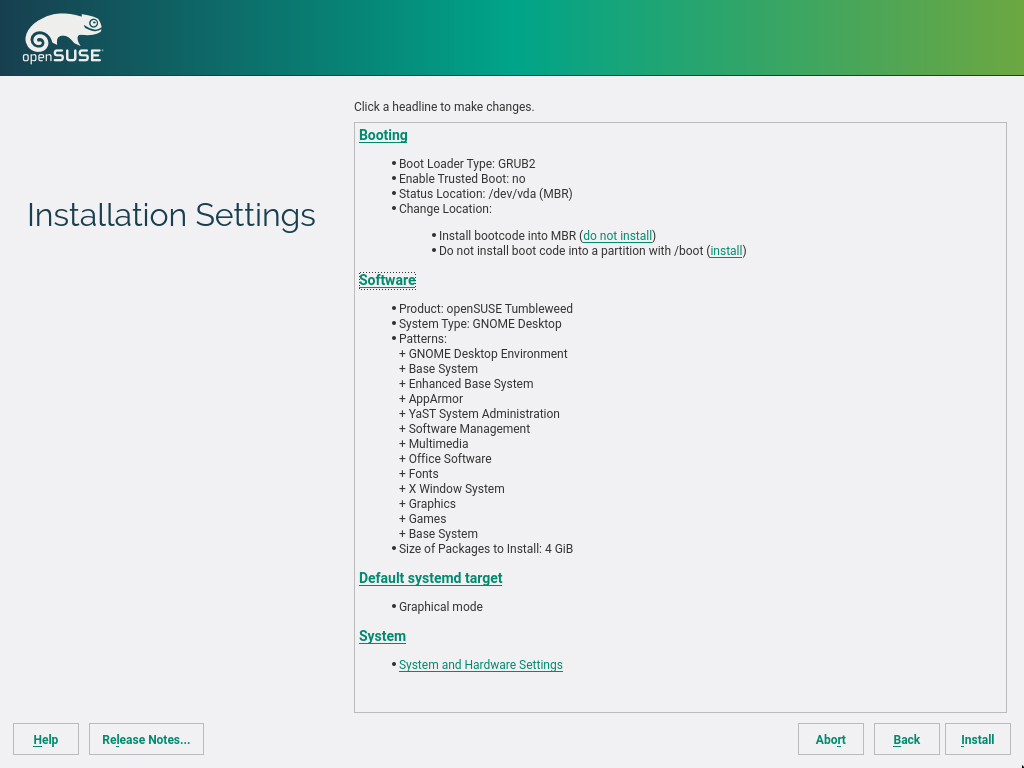 openSUSE
Click a headline to make changes.
Installation Settings
Booting
• Boot Loader Type: GRUB2
• Enable Trusted Boot: no
• Status Location: /dev/vda (MBR)
• Change Location:
• Install bootcode into MBR (do not install)
• Do not install boot code into a partition with /boot (install)
Software
• Product: openSUSE Tumbleweed
• System Type: GNOME Desktop
• Patterns:
+ GNOME Desktop Environment
+ Base System
+ Enhanced Base System
+ AppArmor
+ YaST System Administration
+ Software Management
+ Multimedia
+ Office Software
+ Fonts
+ X Window System
+ Graphics
+ Games
+ Base System
• Size of Packages to Install: 4 GiB
Default systemd target
• Graphical mode
System
• System and Hardware Settings
Help
Release Notes...
Abort
Back
Install